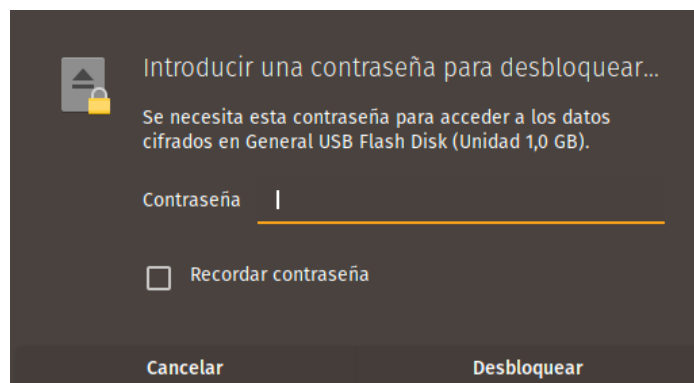 Introducir una contraseña para desbloquear...
Se necesita esta contraseña para acceder a los datos
cifrados en General USB Flash Disk (Unidad 1,0 GB).
Contraseña
Recordar contraseña
Cancelar Desbloquear